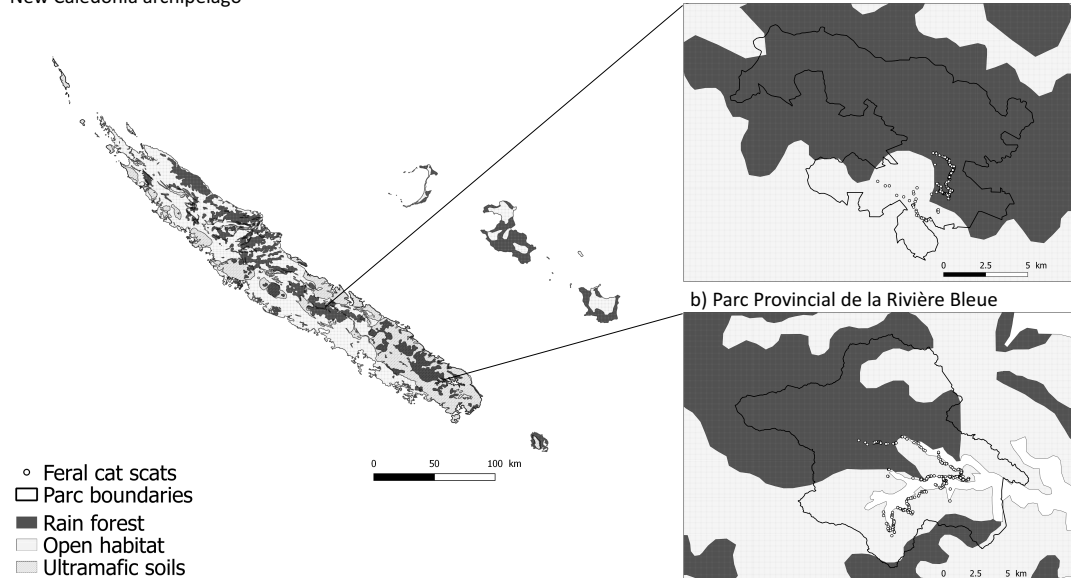 New Caledonia archipelago
0 2.5 5 km
b) Parc Provincial de la Rivière Bleue
Feral cat scats
Parc boundaries
Rain forest
Open habitat
Ultramafic soils
0 50 100 km
0 2.5 5 km